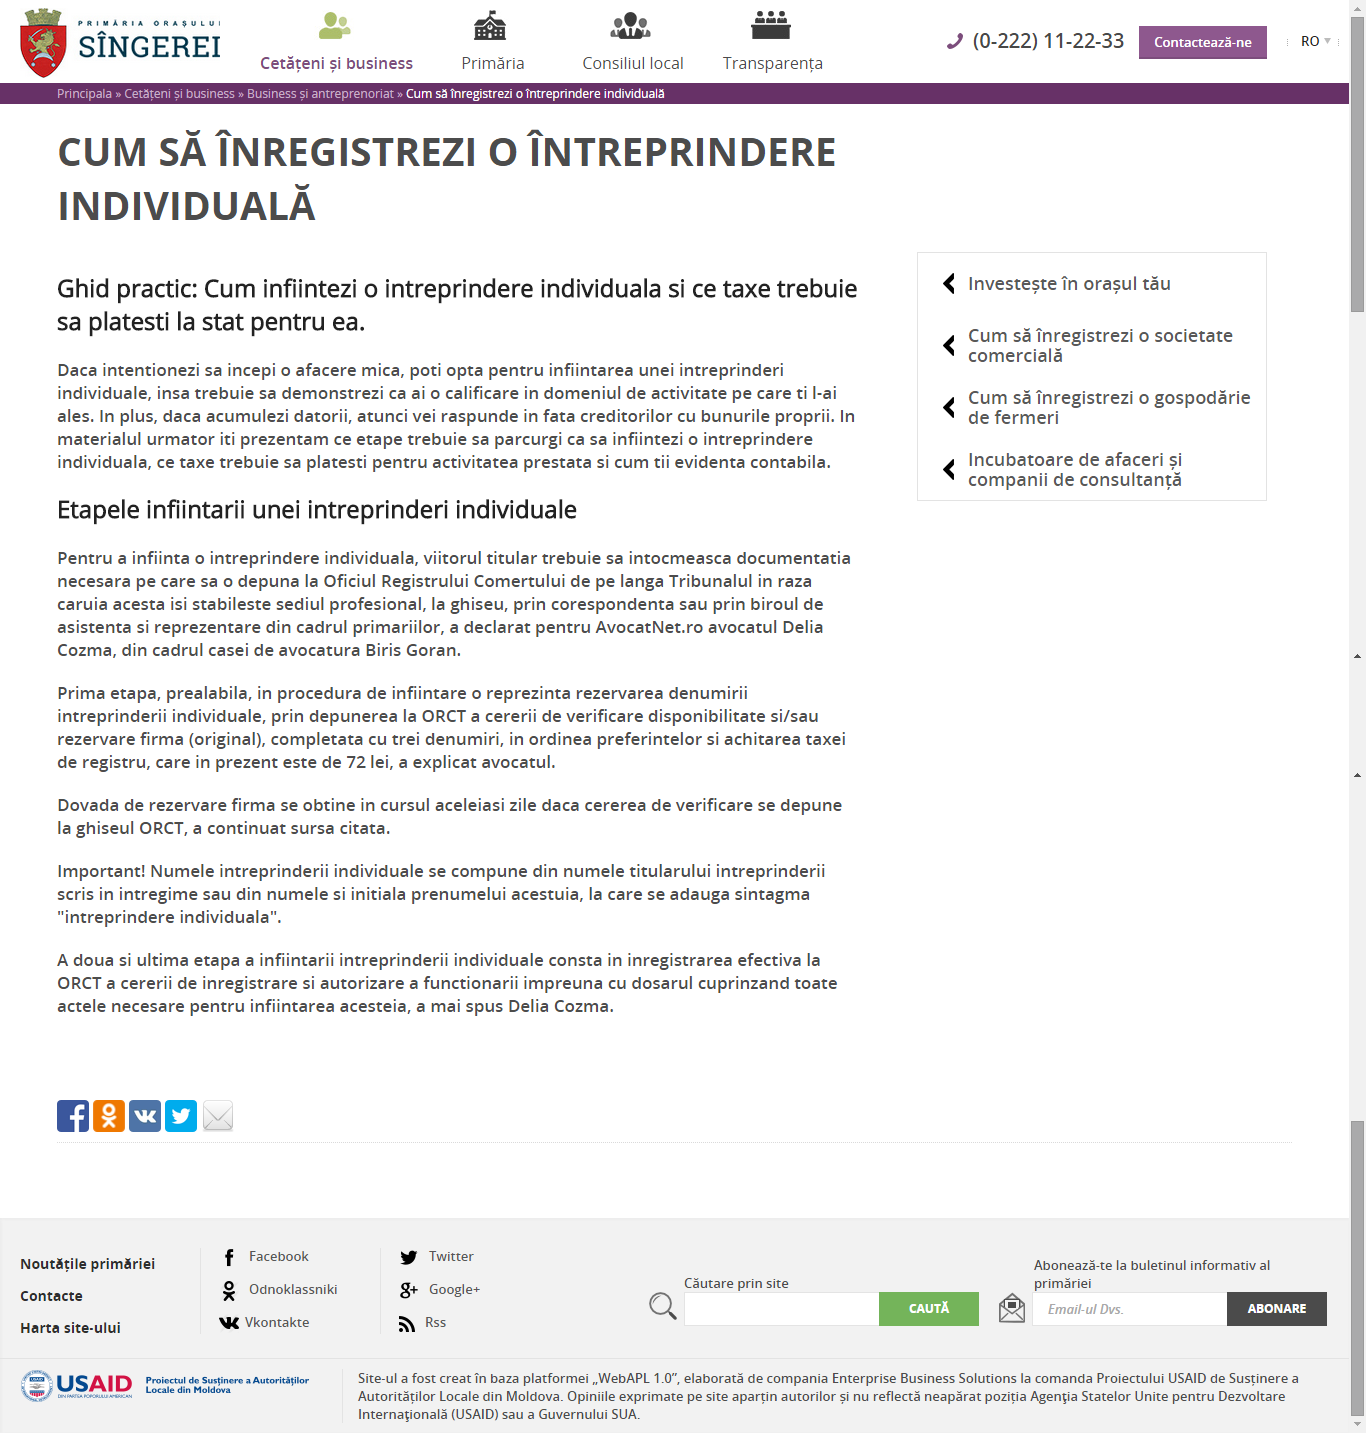 PRIMĂRIA ORAȘULUI
SÎNGEREI
Cetățeni și business
Primăria
Consiliul local
Transparența
(0-222) 11-22-33
Contactează-ne
RO
Principala » Cetățeni și business » Business și antreprenoriat » Cum să înregistrezi o întreprindere individuală
CUM SĂ ÎNREGISTREZI O ÎNTREPRINDERE
INDIVIDUALĂ
Ghid practic: Cum infiintezi o intreprindere individuala si ce taxe trebuie
sa platesti la stat pentru ea.
Daca intentionezi sa incepi o afacere mica, poti opta pentru infiintarea unei intreprinderi
individuale, insa trebuie sa demonstrezi ca ai o calificare in domeniul de activitate pe care ti l-ai
ales. In plus, daca acumulezi datorii, atunci vei raspunde in fata creditorilor cu bunurile proprii. In
materialul urmator iti prezentam ce etape trebuie sa parcurgi ca sa infiintezi o intreprindere
individuala, ce taxe trebuie sa platesti pentru activitatea prestata si cum tii evidenta contabila.
Etapele infiintarii unei intreprinderi individuale
Pentru a infiinta o intreprindere individuala, viitorul titular trebuie sa intocmeasca documentatia
necesara pe care sa o depuna la Oficiul Registrului Comertului de pe langa Tribunalul in raza
caruia acesta isi stabileste sediul profesional, la ghiseu, prin corespondenta sau prin biroul de
asistenta si reprezentare din cadrul primariilor, a declarat pentru AvocatNet.ro avocatul Delia
Cozma, din cadrul casei de avocatura Biris Goran.
Prima etapa, prealabila, in procedura de infiintare o reprezinta rezervarea denumirii
intreprinderii individuale, prin depunerea la ORCT a cererii de verificare disponibilitate si/sau
rezervare firma (original), completata cu trei denumiri, in ordinea preferintelor si achitarea taxei
de registru, care in prezent este de 72 lei, a explicat avocatul.
Dovada de rezervare firma se obtine in cursul aceleiasi zile daca cererea de verificare se depune
la ghiseul ORCT, a continuat sursa citata.
Important! Numele intreprinderii individuale se compune din numele titularului intreprinderii
scris in intregime sau din numele si initiala prenumelui acestuia, la care se adauga sintagma
"intreprindere individuala".
A doua si ultima etapa a infiintarii intreprinderii individuale consta in inregistrarea efectiva la
ORCT a cererii de inregistrare si autorizare a functionarii impreuna cu dosarul cuprinzand toate
actele necesare pentru infiintarea acesteia, a mai spus Delia Cozma.
Investește în orașul tău
Cum să înregistrezi o societate
comercială
Cum să înregistrezi o gospodărie
de fermeri
Incubatoare de afaceri și
companii de consultanță
Noutățile primăriei
Contacte
Harta site-ului
Facebook
Odnoklassniki
Vkontakte
Twitter
Google+
Rss
Căutare prin site
CAUTĂ
Abonează-te la buletinul informativ al
primăriei
Email-ul Dvs.
ABONARE
USAID
DIN PARTEA POPORULUI AMERICAN
Proiectul de Susținere a Autorităților
Locale din Moldova
Site-ul a fost creat în baza platformei „WebAPL 1.0”, elaborată de compania Enterprise Business Solutions la comanda Proiectului USAID de Susținere a
Autorităților Locale din Moldova. Opiniile exprimate pe site aparțin autorilor și nu reflectă neapărat poziția Agenția Statelor Unite pentru Dezvoltare
Internațională (USAID) sau a Guvernului SUA.